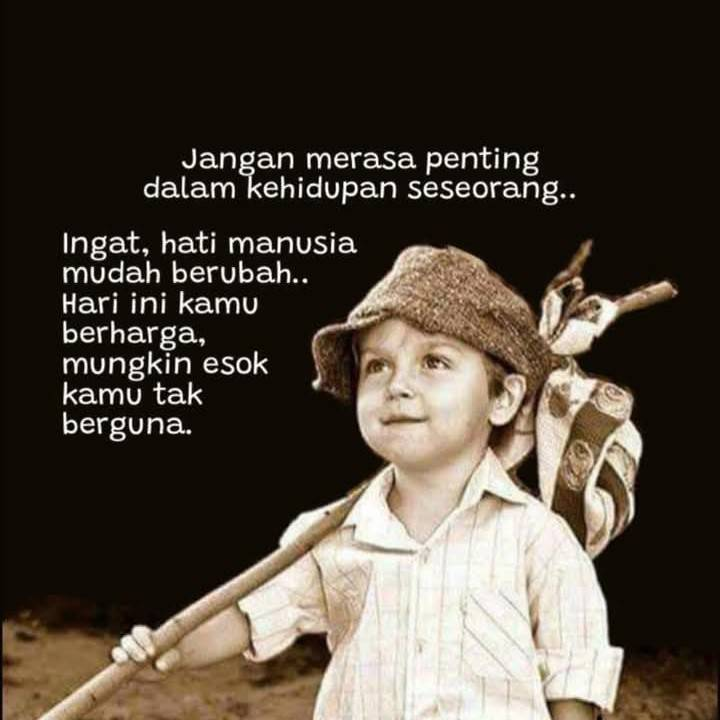 Jangan merasa penting
dalam kehidupan seseorang..
Ingat, hati manusia
mudah berubah..
Hari ini kamu
berharga,
mungkin esok
kamu tak
berguna.